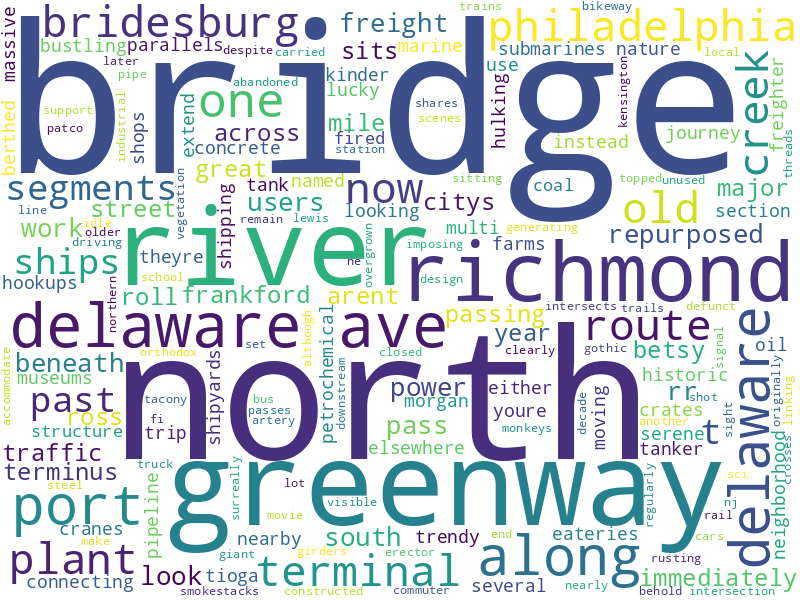 massive
bridesburg
later
bustling
parallels
despite
carried
trains
freight
bikeway
philadelphia
local
sits
marine
submarines
nature
bridge
berthed
support
patco
pipe
abandoned
industrial
shops
extend
one
kinder
lucky
mile
shares
scenes
hulking
use
kensington
creek
freighter
across
fired
station
concrete
instead
journey
threads
great
segments
street
vegetation
tank
named
looking
now
citys
coal
sitting
topped
unused
major
old
section
line
idle
work
older
driving
shipping
users
remain
lewis
multi
generating
farms
repurposed
ships
theyre
river
overgrown
he
imposing
design
richmond
hookups
school
roll
frankford
arent
intersects
trails
defunct
northern
set
although
passing
delaware
ave
year
clearly
gothic
route
signal
originally
linking
accommodate
beneath
orthodox
closed
petrochemical
downstream
either
betsy
oil
museums
tacony
shipyards
bus
power
historic
past
ross
passes
morgan
youre
decade
moving
rr
shot
crates
sight
delaware
structure
fi
trip
artery
pass
monkeys
t
serene
another
neighborhood
crosses
traffic
north
elsewhere
tanker
terminus
truck
surreally
lot
visible
greenway
regularly
sci
nj
port
steel
pipeline
movie
cranes
make
nearby
south
trendy
eateries
rail
cars
girders
end
erector
plant
giant
along
rusting
connecting
look
tioga
terminal
several
immediately
smokestacks
constructed
commuter
nearly
behold
intersection